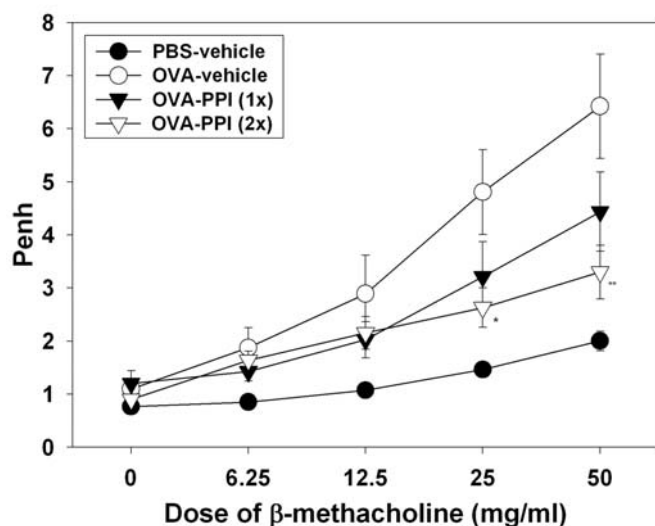 8
7
6
5
4
3
2
1
0
Penh
PBS-vehicle
OVA-vehicle
OVA-PPI (1x)
OVA-PPI (2x)
*
**
0 6.25 12.5 25 50
Dose of β-methacholine (mg/ml)